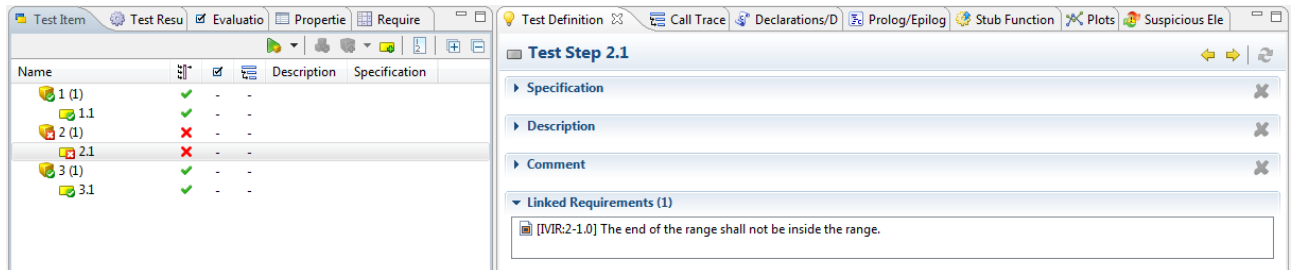 Test Item Test Resu Evaluatio Propertie Require
Name Description Specification
1 (1) - -
1.1 - -
2 (1) - -
2.1 - -
3 (1) - -
3.1 - -
Test Definition Call Trace Declarations/D Prolog/Epilog Stub Function Plots Suspicious Ele
Test Step 2.1
Specification
Description
Comment
Linked Requirements (1)
[IVIR:2-1.0] The end of the range shall not be inside the range.